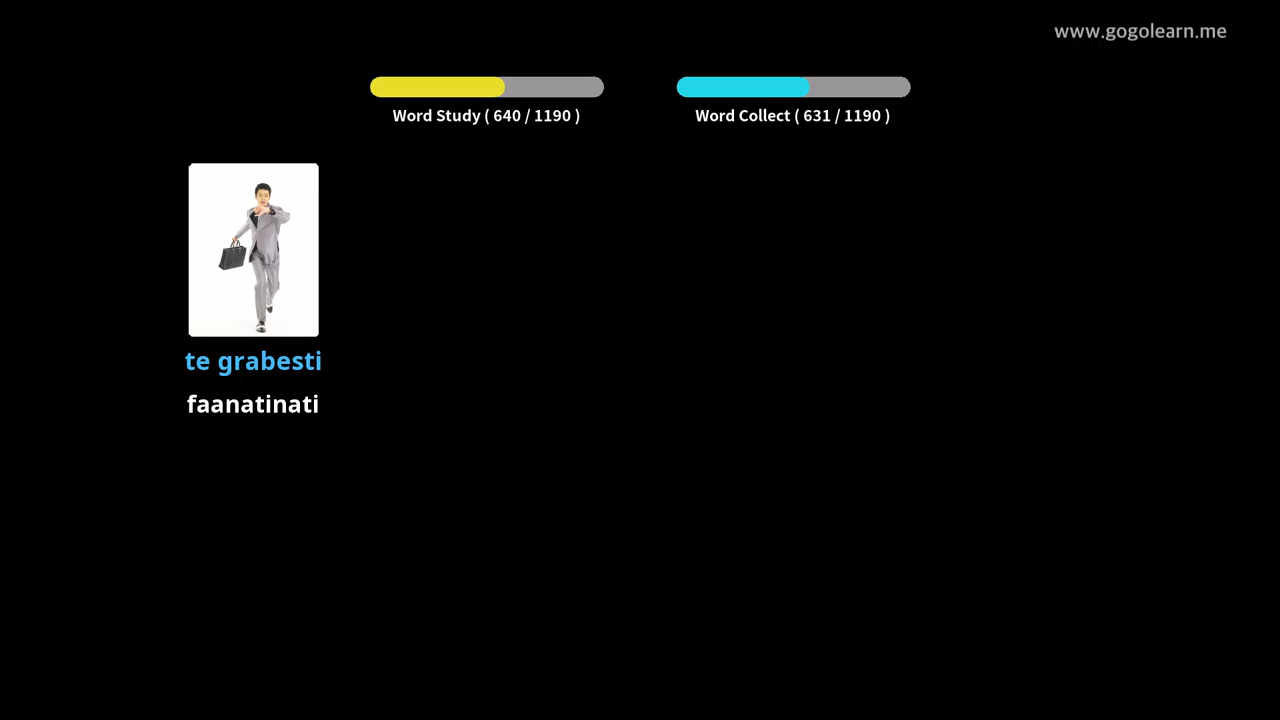 www.gogolearn.me
Word Study ( 640 / 1190 )
Word Collect ( 631 / 1190 )
te grabesti
faanatinati